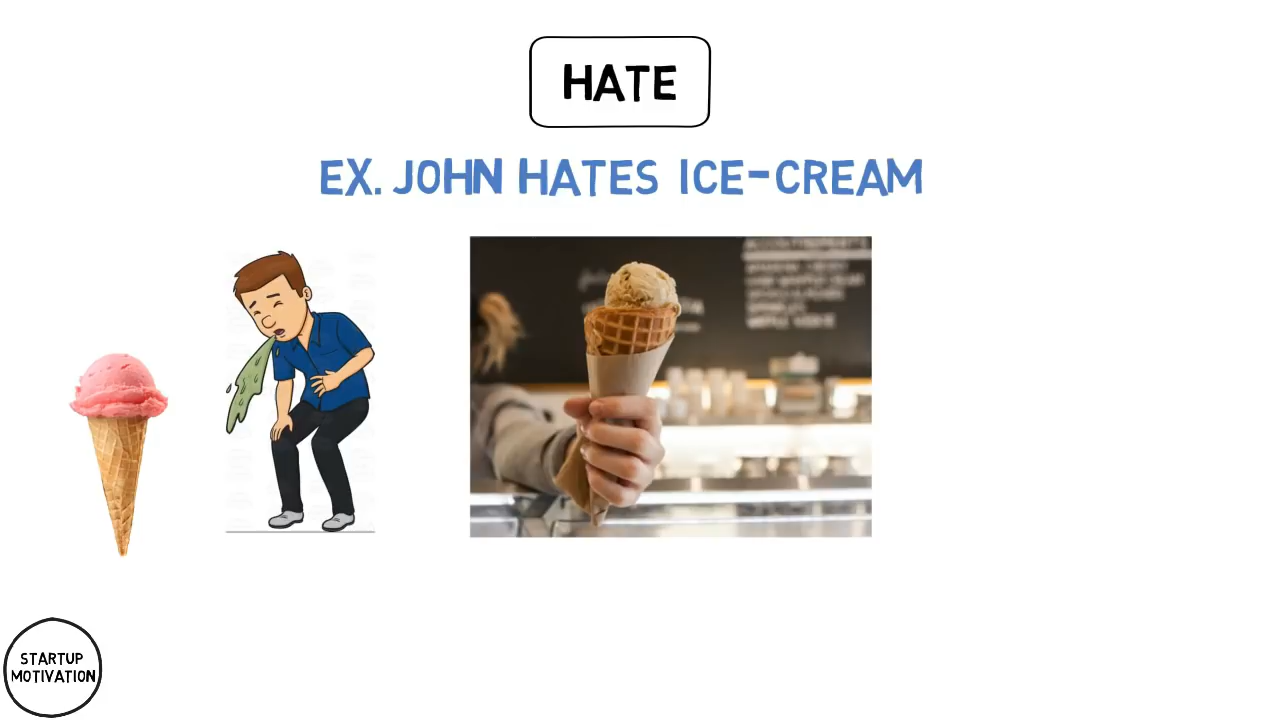 HATE
EX. JOHN HATES ICE-CREAM
STARTUP
MOTIVATION